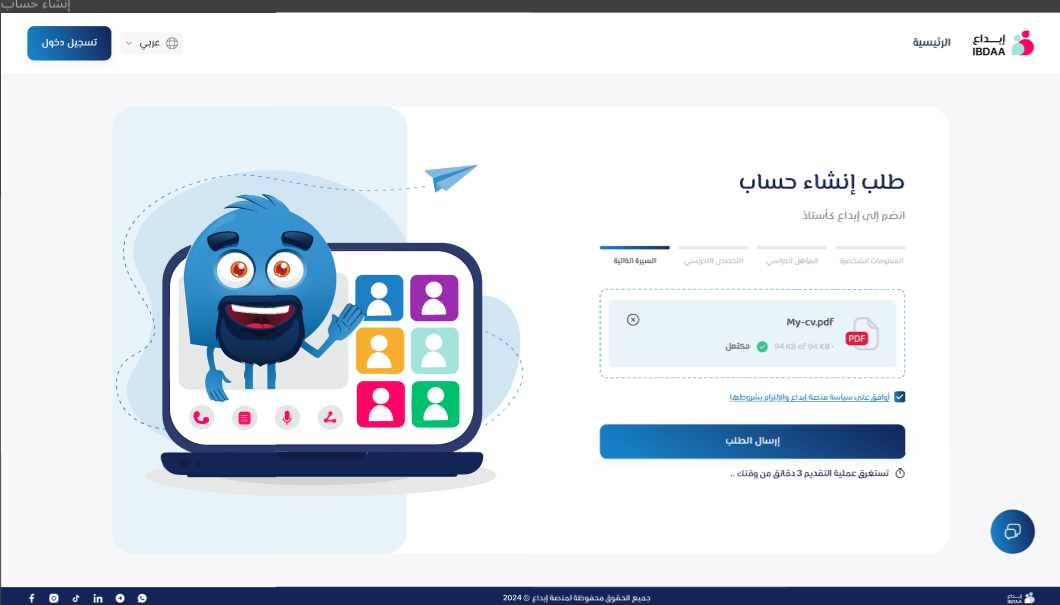 إنشاء حساب
إبـــداع
IBDAA
الرئيسية
عربي
تسجيل دخول
طلب إنشاء حساب
انضم إلى إبداع كأستاذ
المعلومات الشخصية
المؤهل الدراسي
التخصص التدريسي
السيرة الذاتية
My-cv.pdf
PDF
94 KB of 94 KB •
مكتمل
أوافق على سياسة منصة إبداع والإلتزام بشروطها
إرسال الطلب
تستغرق عملية التقديم 3 دقائق من وقتك ..
جميع الحقوق محفوظة لمنصة إبداع © 2024
إبـــداع
IBDAA